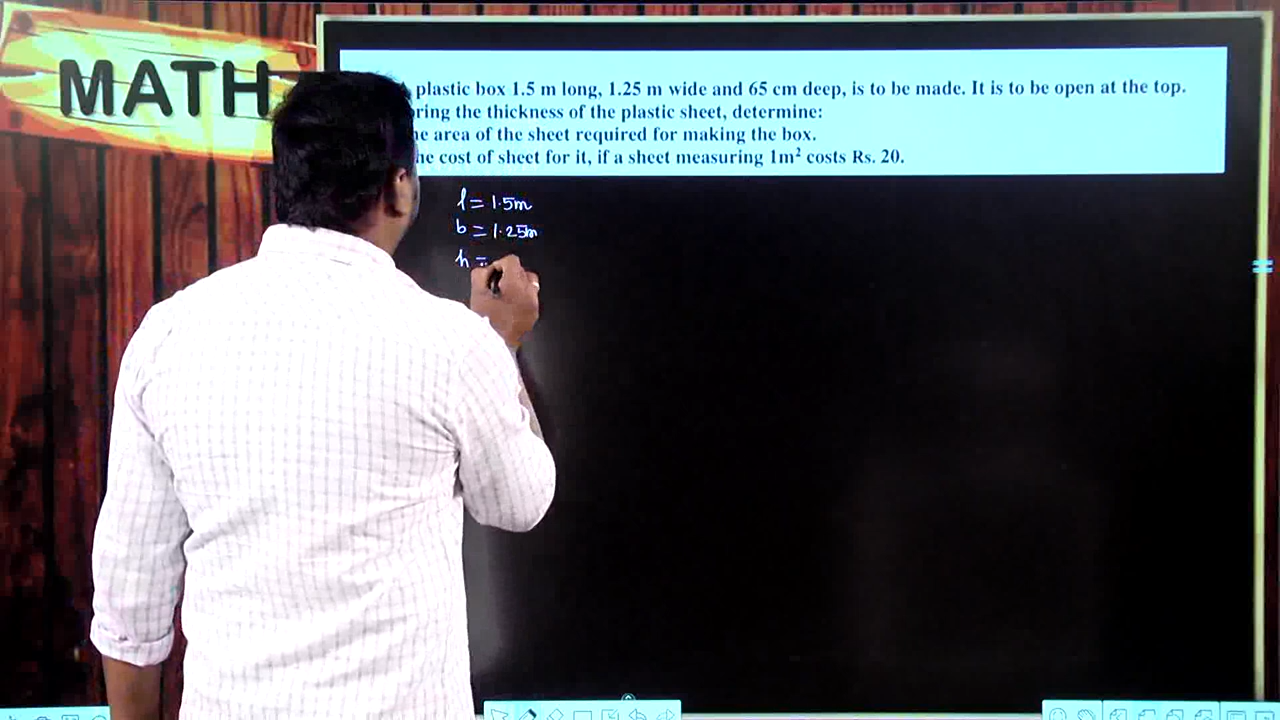 MATH
plastic box 1.5 m long, 1.25 m wide and 65 cm deep, is to be made. It is to be open at the top.
ring the thickness of the plastic sheet, determine:
area of the sheet required for making the box.
cost of sheet for it, if a sheet measuring 1m² costs Rs. 20.
l = 1.5m
b = 1.25m
h =